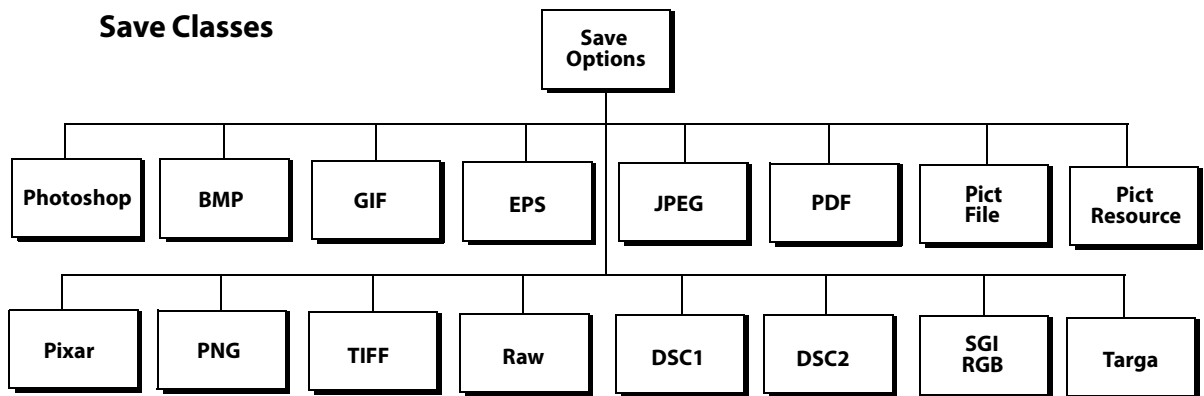 Save Classes
Save
Options
Photoshop
BMP
GIF
EPS
JPEG
PDF
Pict
File
Pict
Resource
Pixar
PNG
TIFF
Raw
DSC1
DSC2
SGI
RGB
Targa